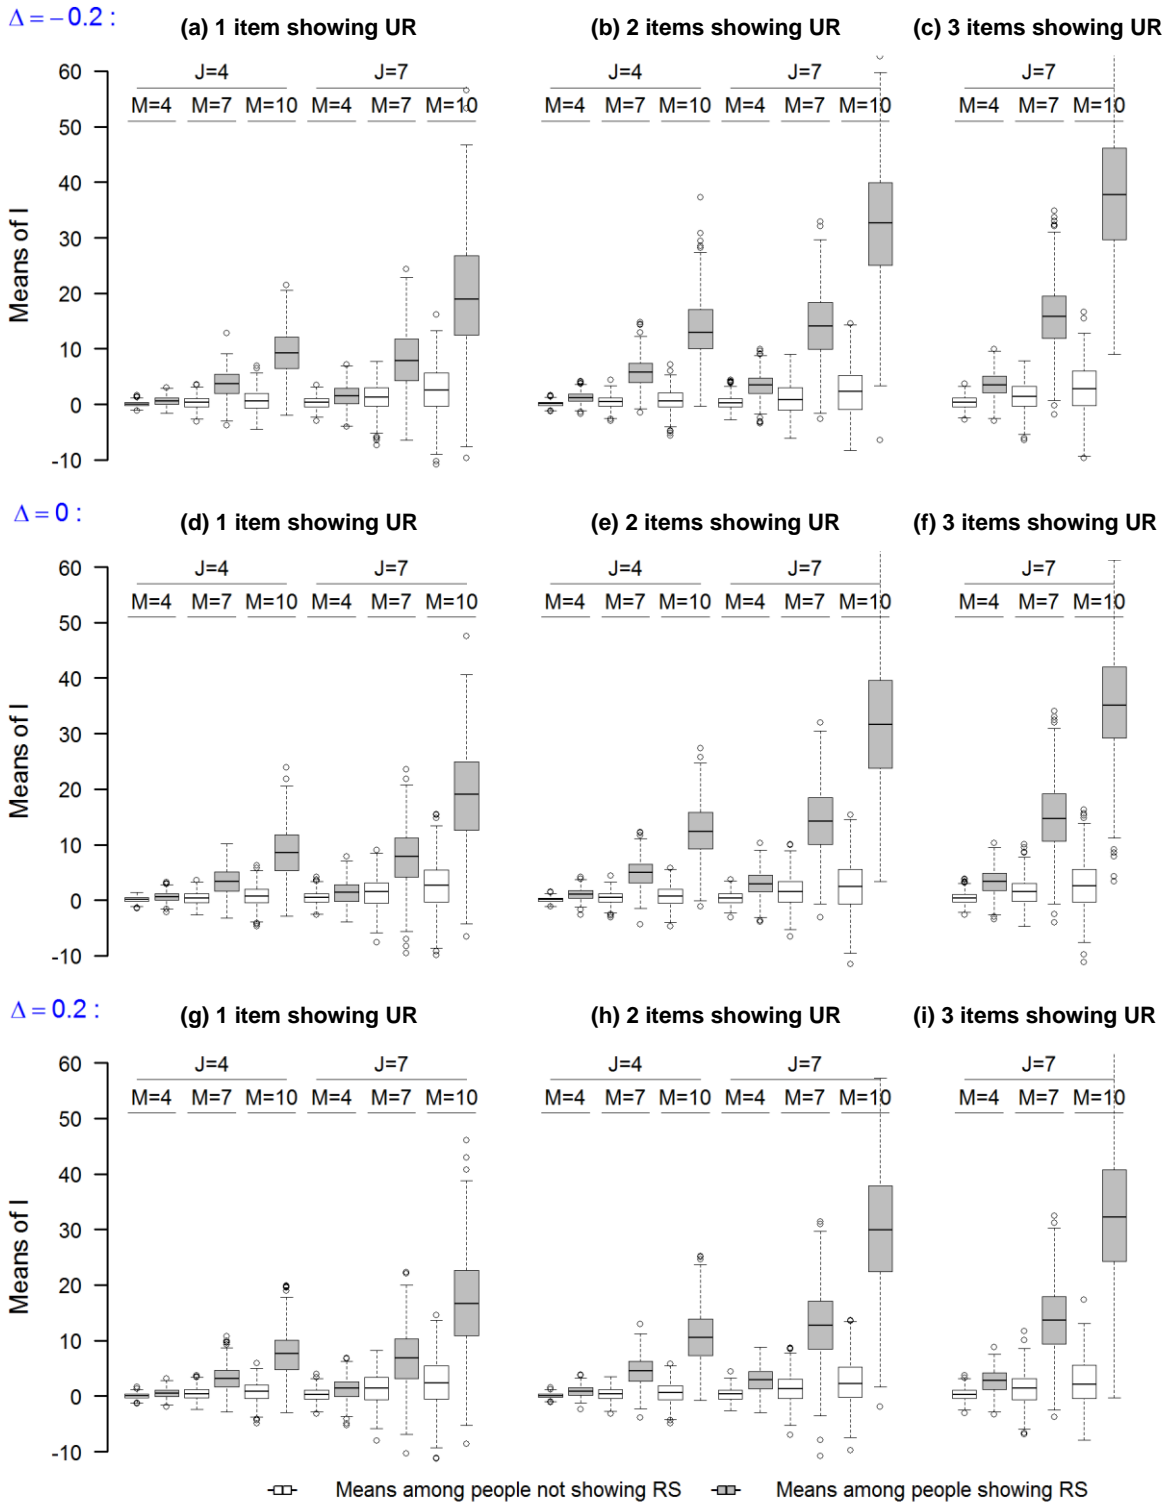 Δ = −0.2 :
(a) 1 item showing UR (b) 2 items showing UR (c) 3 items showing UR
J=4 J=7 J=4 J=7 J=7
M=4 M=7 M=10 M=4 M=7 M=10 M=4 M=7 M=10 M=4 M=7 M=10 M=4 M=7 M=10
60
50
40
30
20
10
0
-10
Means of I
Δ = 0 :
(d) 1 item showing UR (e) 2 items showing UR (f) 3 items showing UR
J=4 J=7 J=4 J=7 J=7
M=4 M=7 M=10 M=4 M=7 M=10 M=4 M=7 M=10 M=4 M=7 M=10 M=4 M=7 M=10
60
50
40
30
20
10
0
-10
Means of I
Δ = 0.2 :
(g) 1 item showing UR (h) 2 items showing UR (i) 3 items showing UR
J=4 J=7 J=4 J=7 J=7
M=4 M=7 M=10 M=4 M=7 M=10 M=4 M=7 M=10 M=4 M=7 M=10 M=4 M=7 M=10
60
50
40
30
20
10
0
-10
Means of I
Means among people not showing RS Means among people showing RS